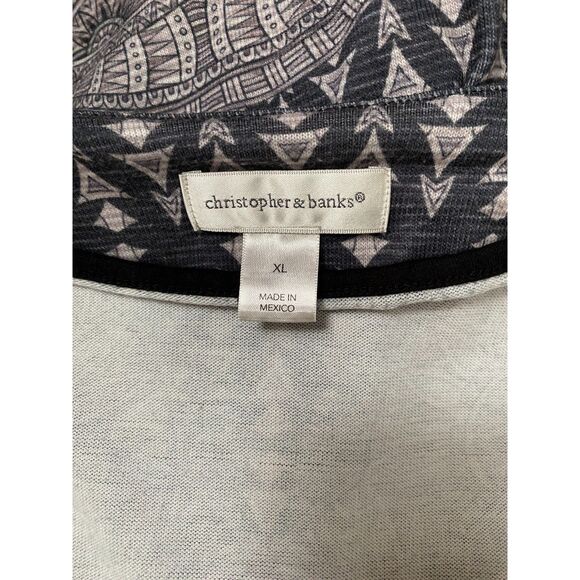 christopher & banks®
XL
MADE IN
MEXICO